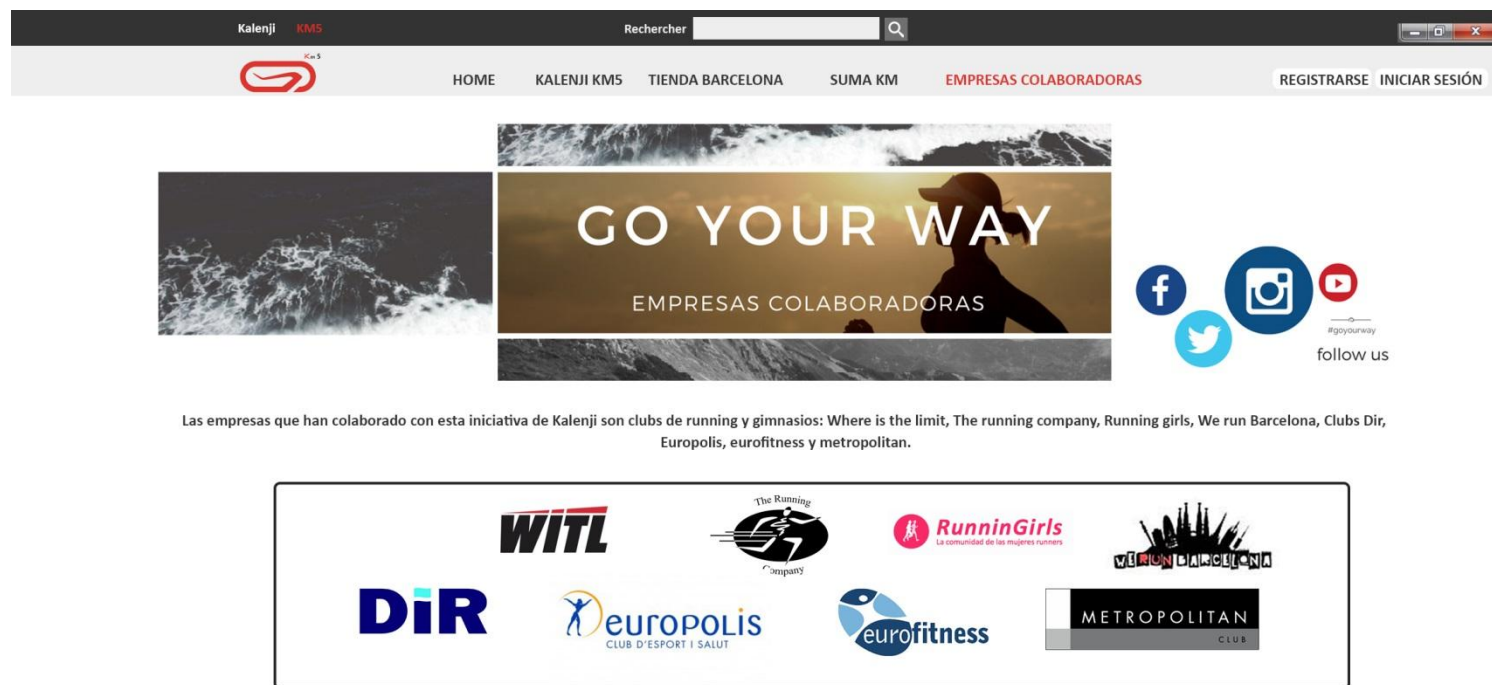 Kalenji KM5 Rechercher
Km 5
HOME KALENJI KM5 TIENDA BARCELONA SUMA KM EMPRESAS COLABORADORAS REGISTRARSE INICIAR SESIÓN
GO YOUR WAY
EMPRESAS COLABORADORAS
#goyourway
follow us
Las empresas que han colaborado con esta iniciativa de Kalenji son clubs de running y gimnasios: Where is the limit, The running company, Running girls, We run Barcelona, Clubs Dir,
Europolis, eurofitness y metropolitan.
WiTL
The Running
Company
RunninGirls
La comunidad de las mujeres runners
WE RUN BARCELONA
DiR
europolis
CLUB D'ESPORT I SALUT
eurofitness
METROPOLITAN
CLUB